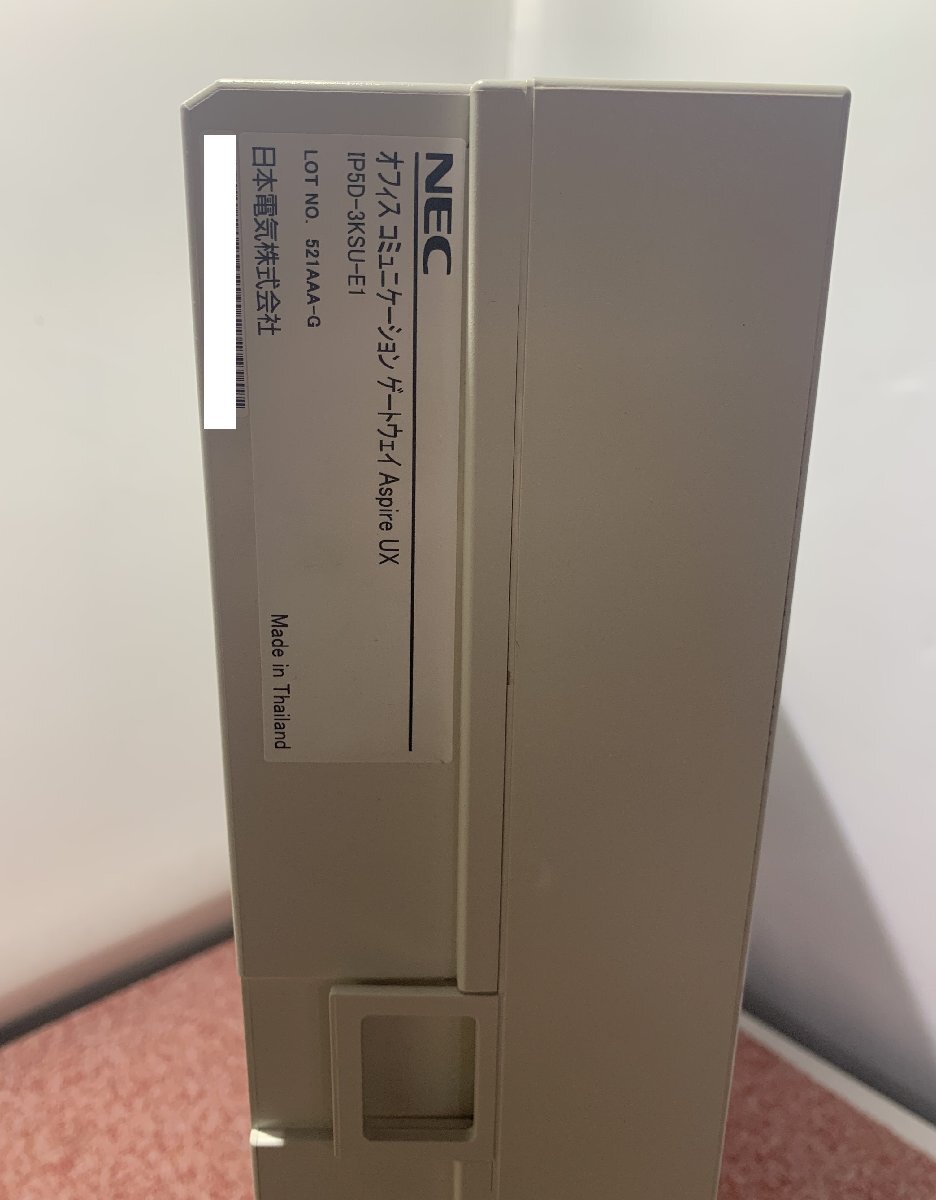 NEC
オフィス コミュニケーション ゲートウェイ Aspire UX
IP5D-3KSU-E1
LOT NO. 521AAA-G
日本電気株式会社
Made in Thailand